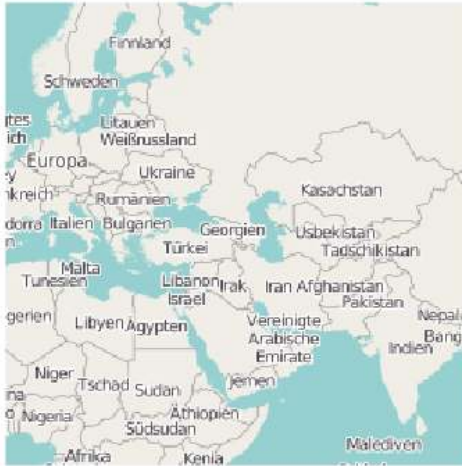 Finnland
Schweden
Litauen
Weißrussland
Europa
Ukraine
Kasachstan
Rumänien
Italien
Bulgarien
Georgien
Usbekistan
Türkei
Tadschikistan
Malta
Tunesien
Libanon
Irak
Iran
Afghanistan
Israel
Pakistan
Nepal
Libyen
Ägypten
Vereinigte
Arabische
Emirate
Indien
Niger
Tschad
Sudan
Jemen
Nigeria
Äthiopien
Südsudan
Afrika
Kenia
Malediven